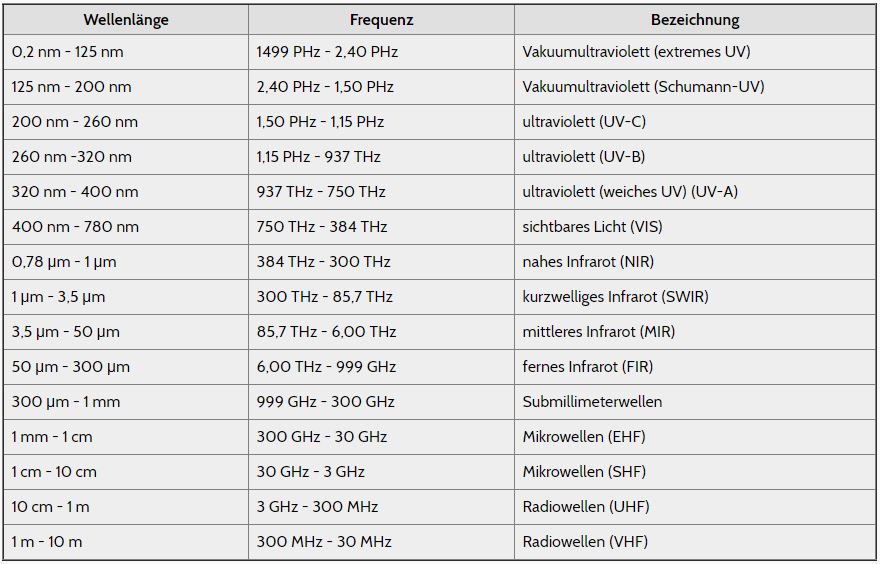 Wellenlänge Frequenz Bezeichnung
0,2 nm - 125 nm 1499 PHz - 2,40 PHz Vakuumultraviolett (extremes UV)
125 nm - 200 nm 2,40 PHz - 1,50 PHz Vakuumultraviolett (Schumann-UV)
200 nm - 260 nm 1,50 PHz - 1,15 PHz ultraviolett (UV-C)
260 nm -320 nm 1,15 PHz - 937 THz ultraviolett (UV-B)
320 nm - 400 nm 937 THz - 750 THz ultraviolett (weiches UV) (UV-A)
400 nm - 780 nm 750 THz - 384 THz sichtbares Licht (VIS)
0,78 µm - 1 µm 384 THz - 300 THz nahes Infrarot (NIR)
1 µm - 3,5 µm 300 THz - 85,7 THz kurzwelliges Infrarot (SWIR)
3,5 µm - 50 µm 85,7 THz - 6,00 THz mittleres Infrarot (MIR)
50 µm - 300 µm 6,00 THz - 999 GHz fernes Infrarot (FIR)
300 µm - 1 mm 999 GHz - 300 GHz Submillimeterwellen
1 mm - 1 cm 300 GHz - 30 GHz Mikrowellen (EHF)
1 cm - 10 cm 30 GHz - 3 GHz Mikrowellen (SHF)
10 cm - 1 m 3 GHz - 300 MHz Radiowellen (UHF)
1 m - 10 m 300 MHz - 30 MHz Radiowellen (VHF)